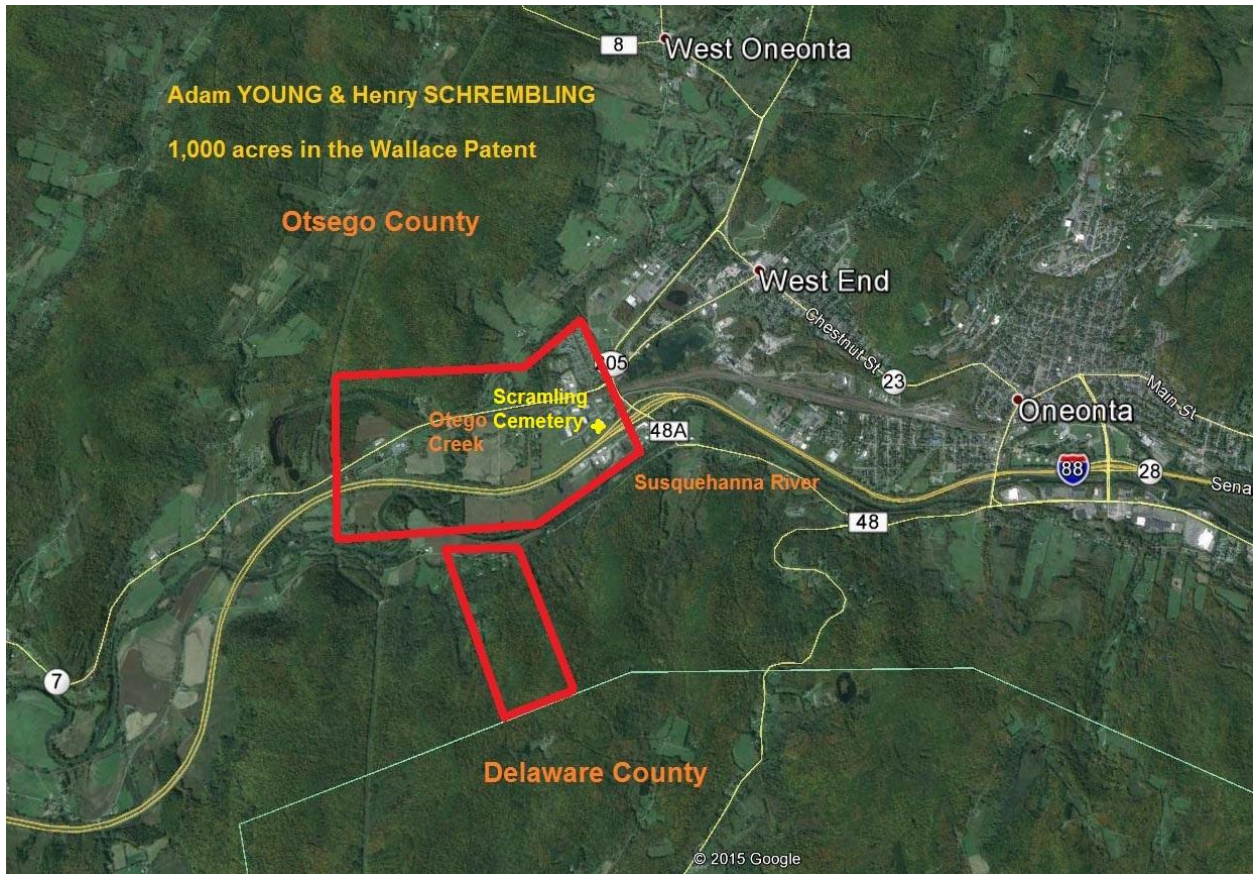 8
West Oneonta
Adam YOUNG & Henry SCHREMBLING
1,000 acres in the Wallace Patent
Otsego County
West End
Chestnut St
205
23
Main St
Scramling
Cemetery
Oneonta
Otego
Creek
48A
88
28
Susquehanna River
Sena
48
7
Delaware County
© 2015 Google